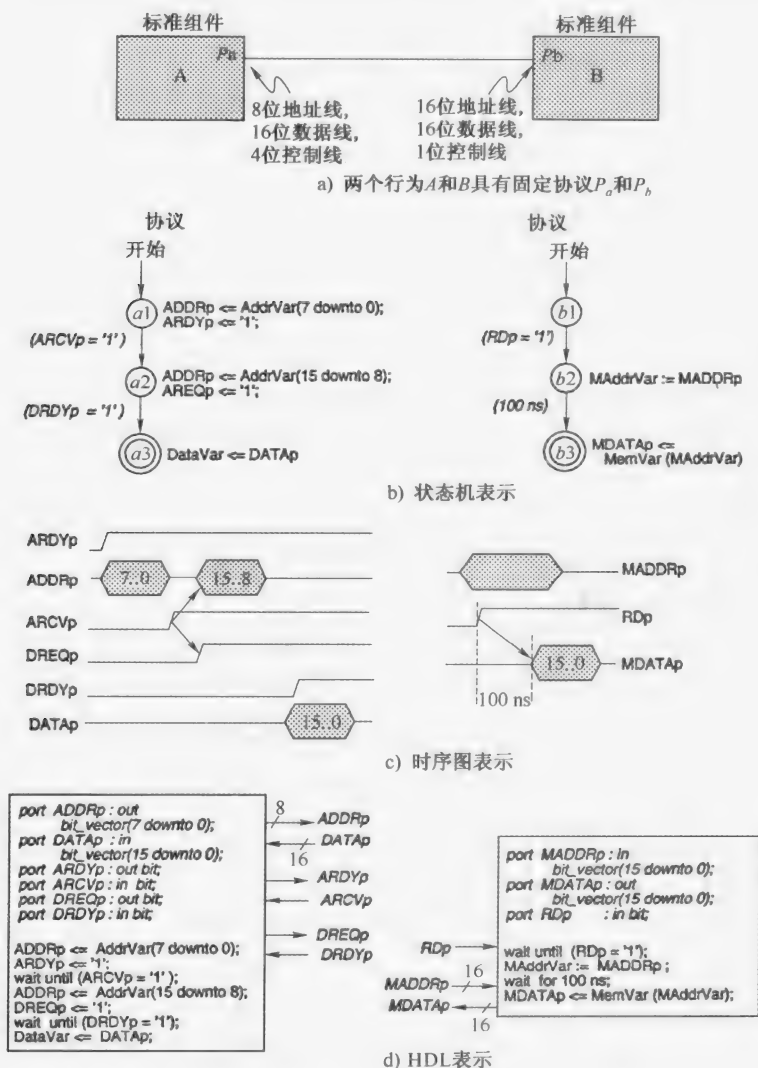 标准组件
标准组件
Pa
Pb
A
B
8位地址线,
16位数据线,
4位控制线
16位地址线,
16位数据线,
1位控制线
a) 两个行为A和B具有固定协议Pa和Pb
协议
开始
a1
ADDRp <= AddrVar(7 downto 0);
ARDYp <= '1';
(ARCVp = '1')
a2
ADDRp <= AddrVar(15 downto 8);
AREQp <= '1';
(DRDYp = '1')
a3
DataVar <= DATAp
协议
开始
b1
(RDp = '1')
b2
MAddrVar := MADDRp
(100 ns)
b3
MDATAp <=
MemVar (MAddrVar)
b) 状态机表示
ARDYp
ADDRp
7..0
15..8
ARCVp
DREQp
DRDYp
DATAp
15..0
MADDRp
RDp
15..0
MDATAp
100 ns
c) 时序图表示
port ADDRp : out
bit_vector(7 downto 0);
port DATAp : in
bit_vector(15 downto 0);
port ARDYp : out bit;
port ARCVp : in bit;
port DREQp : out bit;
port DRDYp : in bit;
ADDRp <= AddrVar(7 downto 0);
ARDYp <= '1';
wait until (ARCVp = '1' );
ADDRp <= AddrVar(15 downto 8);
DREQp <= '1';
wait until (DRDYp = '1');
DataVar <= DATAp;
8
ADDRp
DATAp
16
ARDYp
ARCVp
DREQp
DRDYp
RDp
16
MADDRp
MDATAp
16
port MADDRp : in
bit_vector(15 downto 0);
port MDATAp : out
bit_vector(15 downto 0);
port RDp : in bit;
wait until (RDp = '1');
MAddrVar := MADDRp ;
wait for 100 ns;
MDATAp <= MemVar (MAddrVar);
d) HDL表示